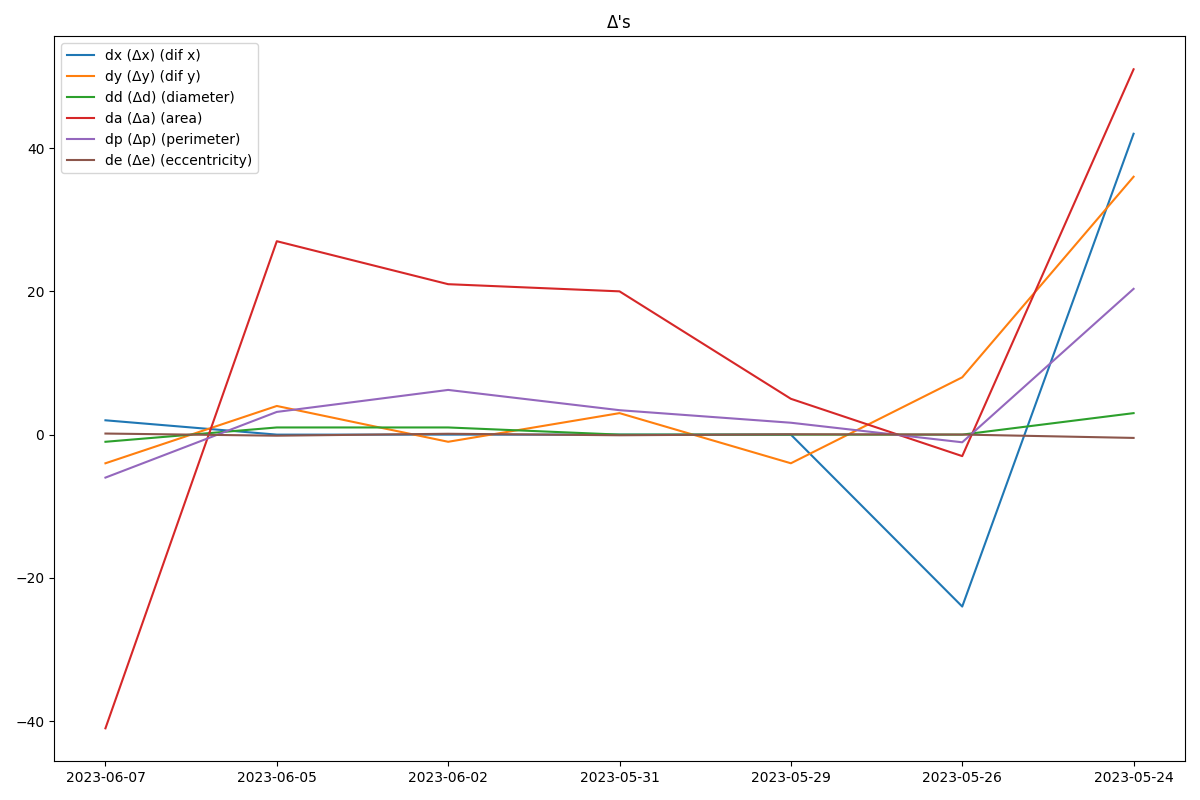 Δ's
dx (Δx) (dif x)
dy (Δy) (dif y)
dd (Δd) (diameter)
da (Δa) (area)
dp (Δp) (perimeter)
de (Δe) (eccentricity)
40
20
0
−20
−40
2023-06-07 2023-06-05 2023-06-02 2023-05-31 2023-05-29 2023-05-26 2023-05-24